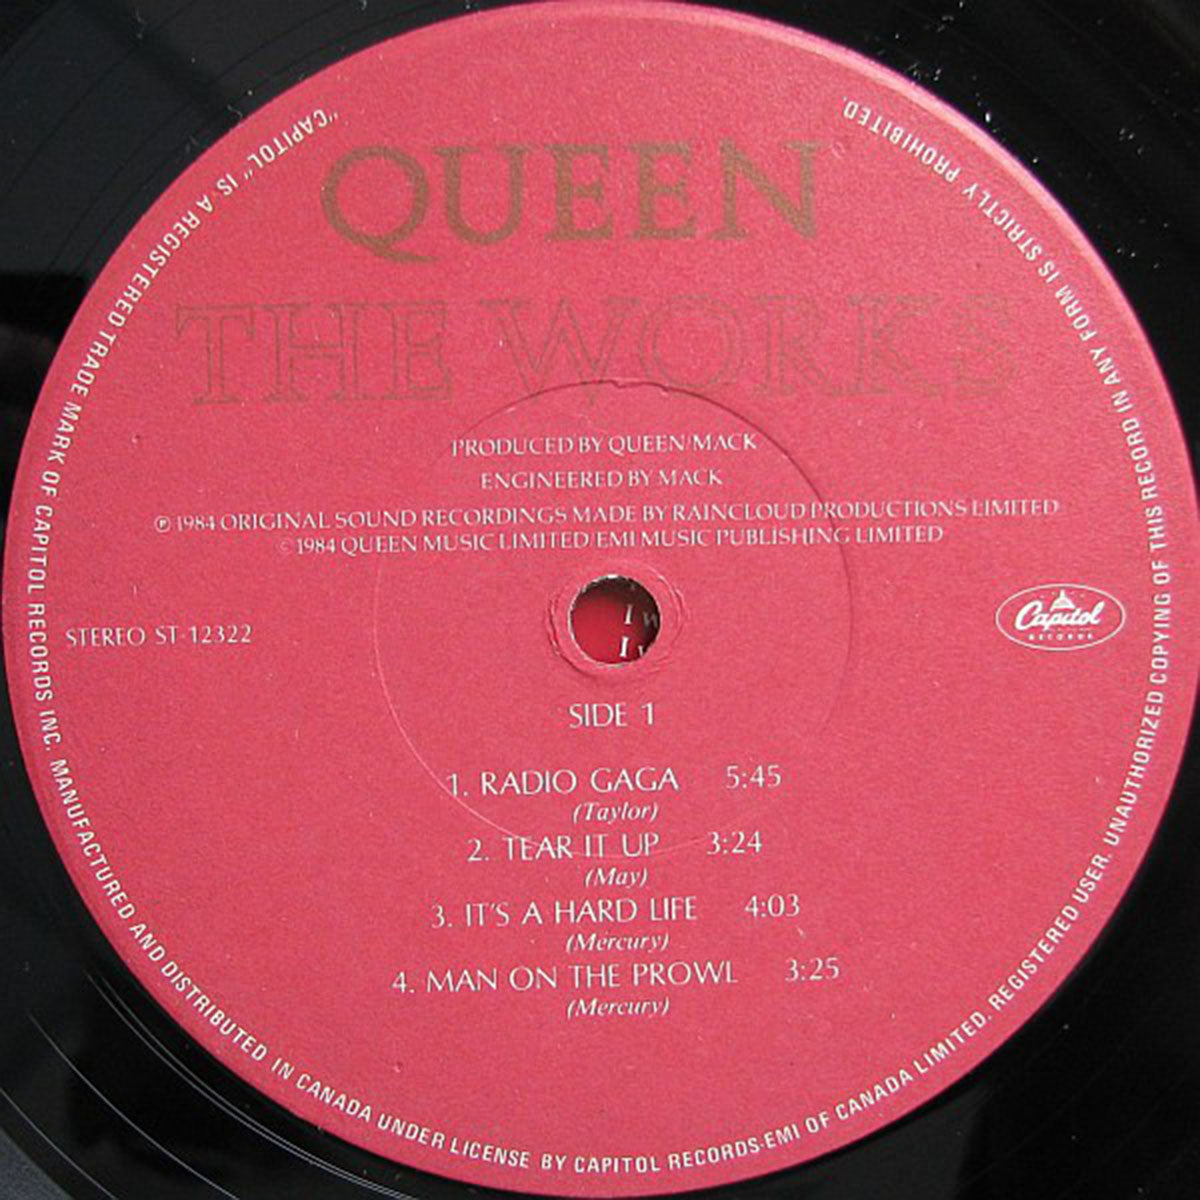 QUEEN
THE WORKS
PRODUCED BY QUEEN/MACK
ENGINEERED BY MACK
℗ 1984 ORIGINAL SOUND RECORDINGS MADE BY RAINCLOUD PRODUCTIONS LIMITED
© 1984 QUEEN MUSIC LIMITED/EMI MUSIC PUBLISHING LIMITED
STEREO ST-12322
Capitol
RECORDS
SIDE 1
1. RADIO GAGA 5:45
(Taylor)
2. TEAR IT UP 3:24
(May)
3. IT'S A HARD LIFE 4:03
(Mercury)
4. MAN ON THE PROWL 3:25
(Mercury)
"CAPITOL" IS A REGISTERED TRADE MARK OF CAPITOL RECORDS INC. MANUFACTURED AND DISTRIBUTED IN CANADA UNDER LICENSE BY CAPITOL RECORDS-EMI OF CANADA LIMITED, REGISTERED USER. UNAUTHORIZED COPYING OF THIS RECORD IN ANY FORM IS STRICTLY PROHIBITED.